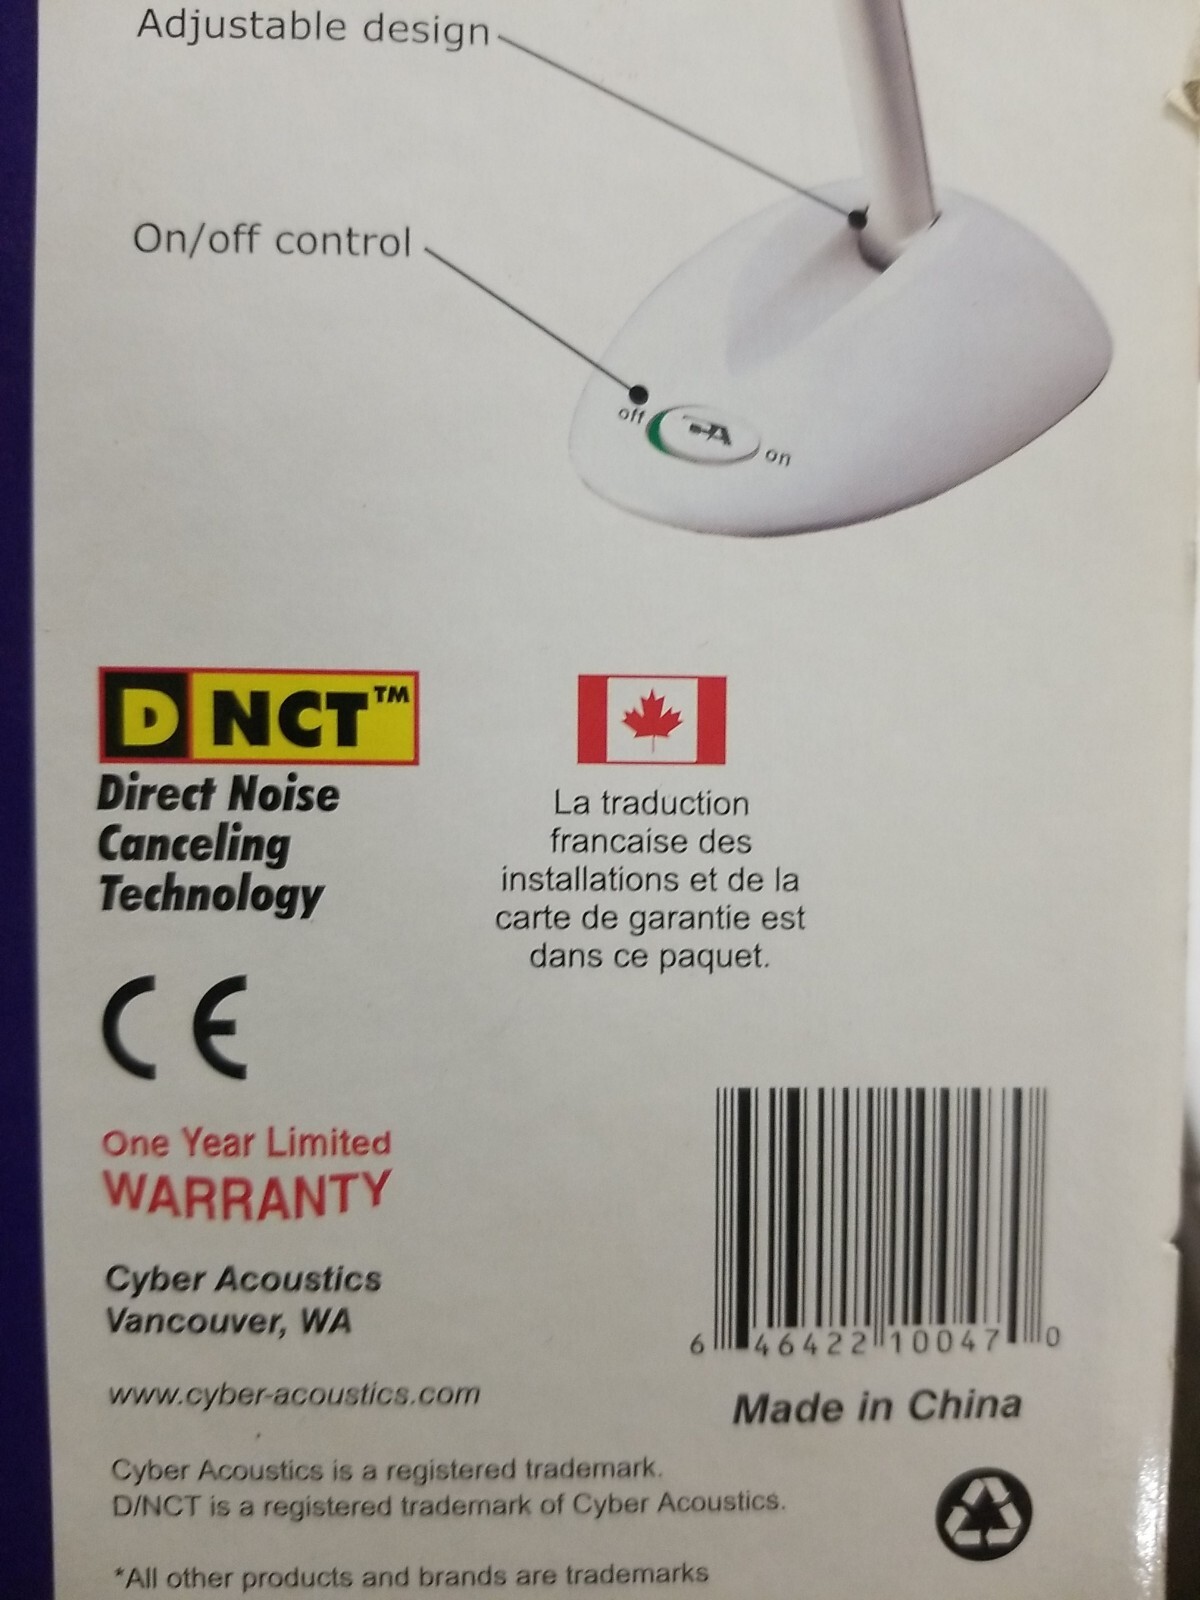 Adjustable design
On/off control
off
on
D NCT™
Direct Noise
Canceling
Technology
La traduction
francaise des
installations et de la
carte de garantie est
dans ce paquet.
CE
One Year Limited
WARRANTY
Cyber Acoustics
Vancouver, WA
www.cyber-acoustics.com
6 46422 10047 0
Made in China
Cyber Acoustics is a registered trademark.
D/NCT is a registered trademark of Cyber Acoustics.
*All other products and brands are trademarks